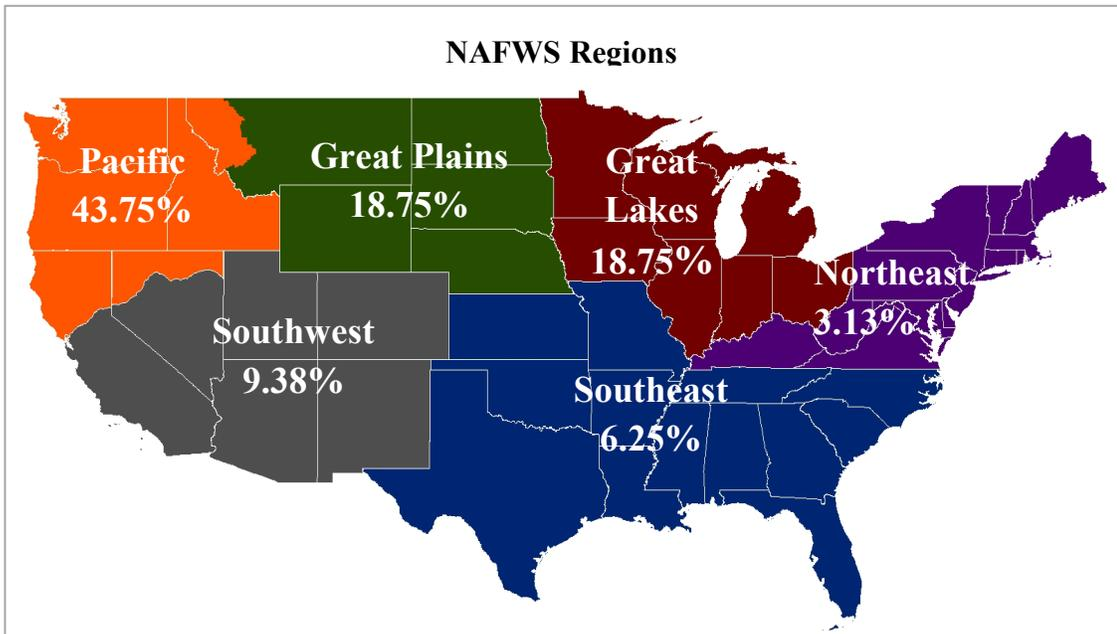 NAFWS Regions
Pacific
43.75%
Great Plains
18.75%
Great
Lakes
18.75%
Northeast
3.13%
Southwest
9.38%
Southeast
6.25%